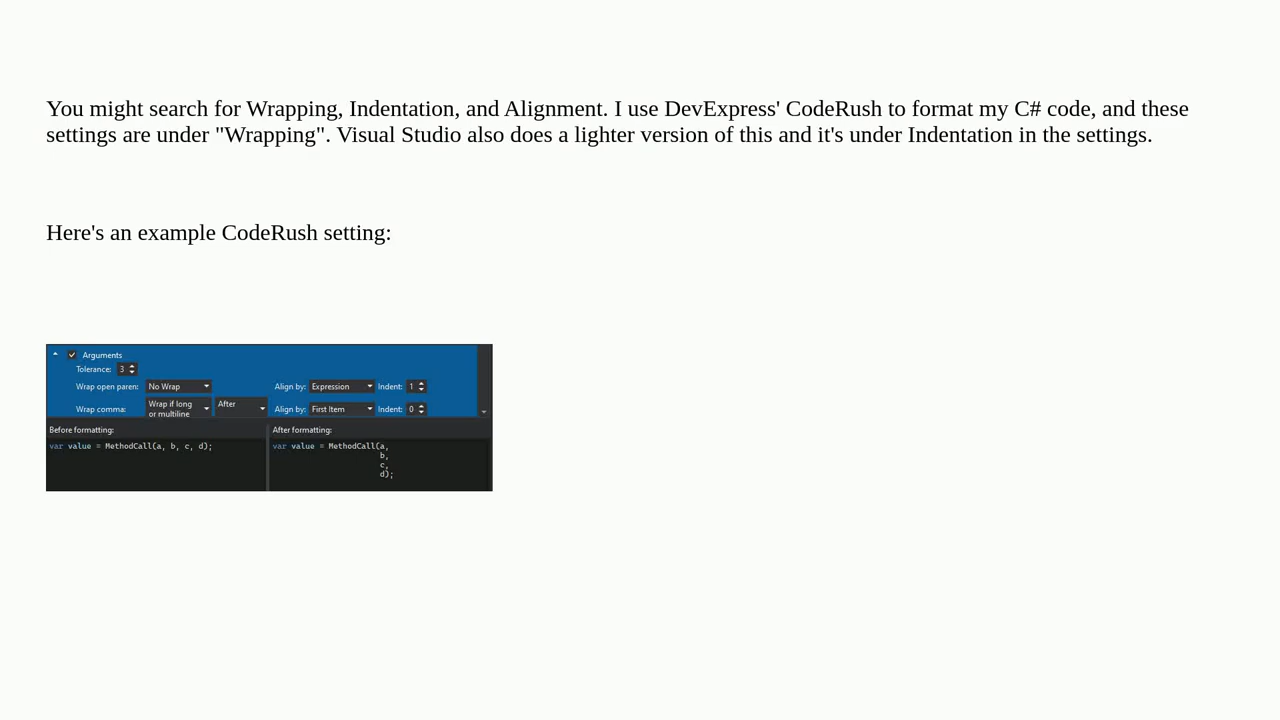 You might search for Wrapping, Indentation, and Alignment. I use DevExpress' CodeRush to format my C# code, and these
settings are under "Wrapping". Visual Studio also does a lighter version of this and it's under Indentation in the settings.
Here's an example CodeRush setting:
Arguments
Tolerance: 3
Wrap open paren: No Wrap Align by: Expression Indent: 1
Wrap comma: Wrap if long or multiline After Align by: First Item Indent: 0
Before formatting: After formatting:
var value = MethodCall(a, b, c, d); var value = MethodCall(a,
b,
c,
d);